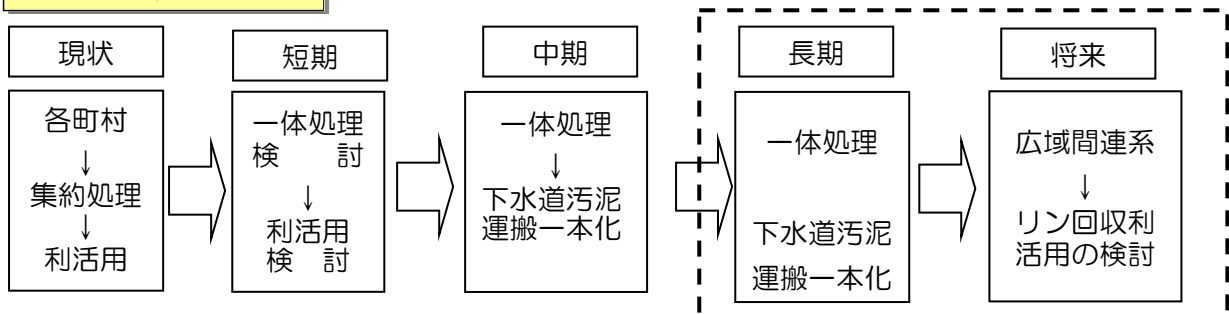 現状
各町村
↓
集約処理
↓
利活用
短期
一体処理
検　討
↓
利活用
検　討
中期
一体処理
↓
下水道汚泥
運搬一本化
長期
一体処理
下水道汚泥
運搬一本化
将来
広域間連系
↓
リン回収利
活用の検討